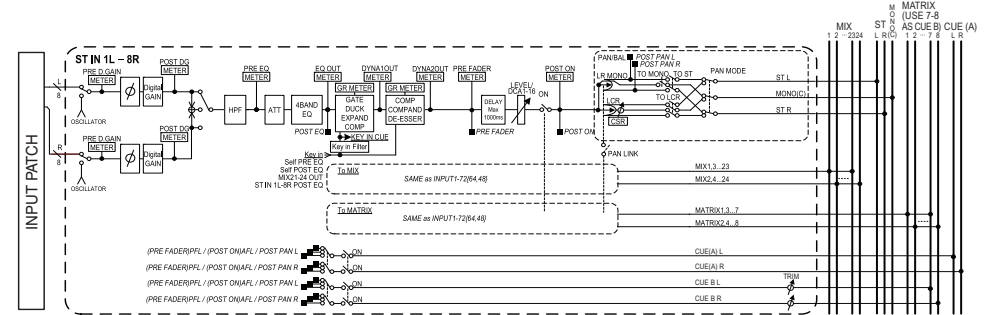 MATRIX
(USE 7-8
AS CUE B)
MONO(C)
MIX
ST
CUE (A)
1 2 ···2324
L R
1 2 ··· 7 8
L R
ST IN 1L – 8R
INPUT PATCH
L
8
R
8
OSCILLATOR
OSCILLATOR
PRE D.GAIN
METER
PRE D.GAIN
METER
Ø
Ø
Digital
GAIN
Digital
GAIN
POST DG
METER
POST DG
METER
HPF
PRE EQ
METER
ATT
4BAND
EQ
EQ OUT
METER
POST EQ
DYNA1OUT
METER
GR METER
GATE
DUCK
EXPAND
COMP
KEY IN CUE
Key in Filter
Key in
Self PRE EQ
Self POST EQ
MIX21-24 OUT
ST IN 1L-8R POST EQ
DYNA2OUT
METER
GR METER
COMP
COMPAND
DE-ESSER
PRE FADER
METER
PRE FADER
DELAY
Max
1000ms
LEVEL/
DCA1-16
ON
POST ON
METER
POST ON
PAN/BAL
POST PAN L
POST PAN R
LR MONO
TO MONO
TO ST
PAN MODE
LCR
TO LCR
CSR
PAN LINK
ST L
MONO(C)
ST R
To MIX
SAME as INPUT1-72{64,48}
MIX1,3...23
MIX2,4...24
To MATRIX
SAME as INPUT1-72{64,48}
MATRIX1,3...7
MATRIX2,4...8
(PRE FADER)PFL / (POST ON)AFL / POST PAN L
ON
CUE(A) L
(PRE FADER)PFL / (POST ON)AFL / POST PAN R
ON
CUE(A) R
(PRE FADER)PFL / (POST ON)AFL / POST PAN L
ON
CUE B L
TRIM
(PRE FADER)PFL / (POST ON)AFL / POST PAN R
ON
CUE B R